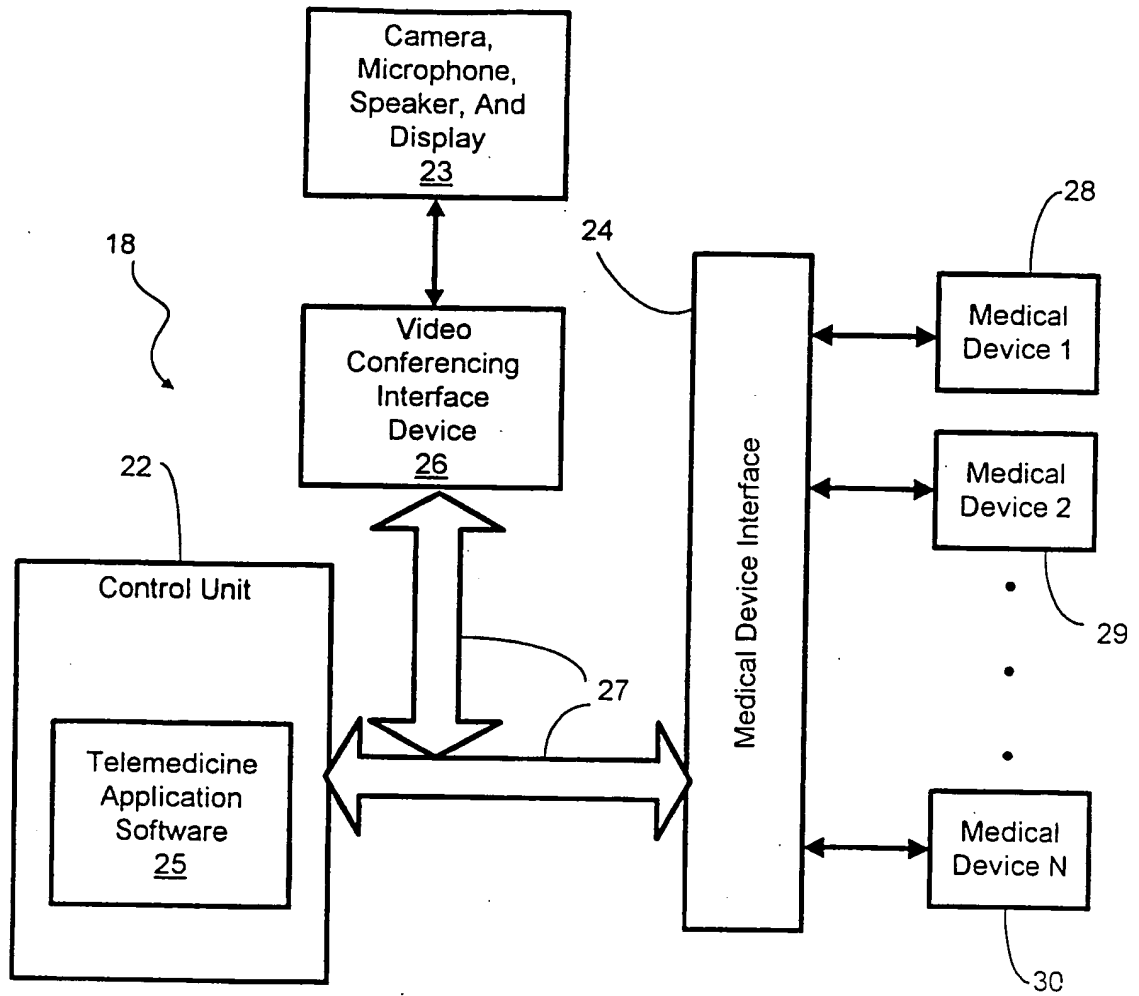 Camera,
Microphone,
Speaker, And
Display
23
28
24
18
Medical
Device 1
Video
Conferencing
Interface
Device
26
22
Medical
Device 2
Medical Device Interface
Control Unit
29
27
Telemedicine
Application
Software
25
Medical
Device N
30